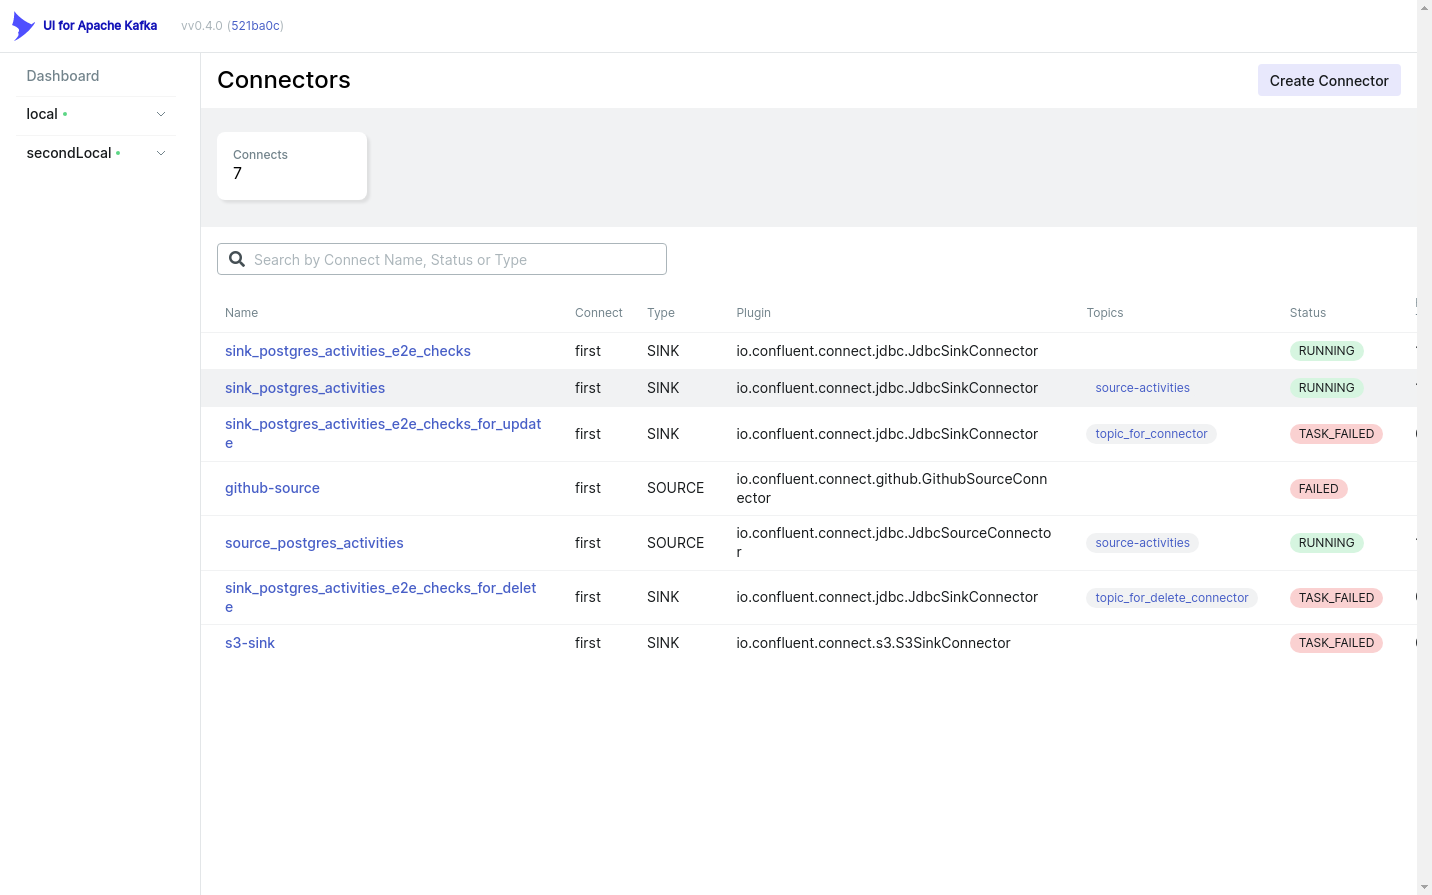 UI for Apache Kafka vv0.4.0 (521ba0c)
Dashboard
local
secondLocal
Connectors
Create Connector
Connects
7
Search by Connect Name, Status or Type
Name Connect Type Plugin Topics Status
sink_postgres_activities_e2e_checks first SINK io.confluent.connect.jdbc.JdbcSinkConnector RUNNING
sink_postgres_activities first SINK io.confluent.connect.jdbc.JdbcSinkConnector source-activities RUNNING
sink_postgres_activities_e2e_checks_for_updat
e first SINK io.confluent.connect.jdbc.JdbcSinkConnector topic_for_connector TASK_FAILED
github-source first SOURCE io.confluent.connect.github.GithubSourceConn
ector FAILED
source_postgres_activities first SOURCE io.confluent.connect.jdbc.JdbcSourceConnecto
r source-activities RUNNING
sink_postgres_activities_e2e_checks_for_delet
e first SINK io.confluent.connect.jdbc.JdbcSinkConnector topic_for_delete_connector TASK_FAILED
s3-sink first SINK io.confluent.connect.s3.S3SinkConnector TASK_FAILED